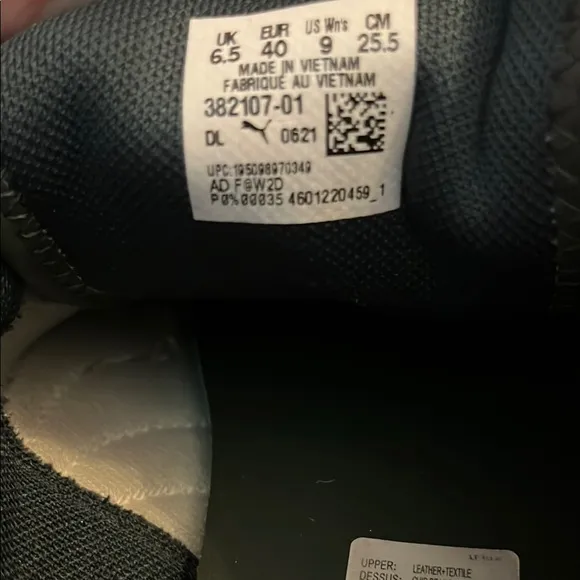 UK EUR US Wn's CM
6.5 40 9 25.5
MADE IN VIETNAM
FABRIQUE AU VIETNAM
382107-01
DL 0621
UPC:195098970349
AD F@W2D
P0%00035 4601220459_1
UPPER: LEATHER+TEXTILE
DESSUS: